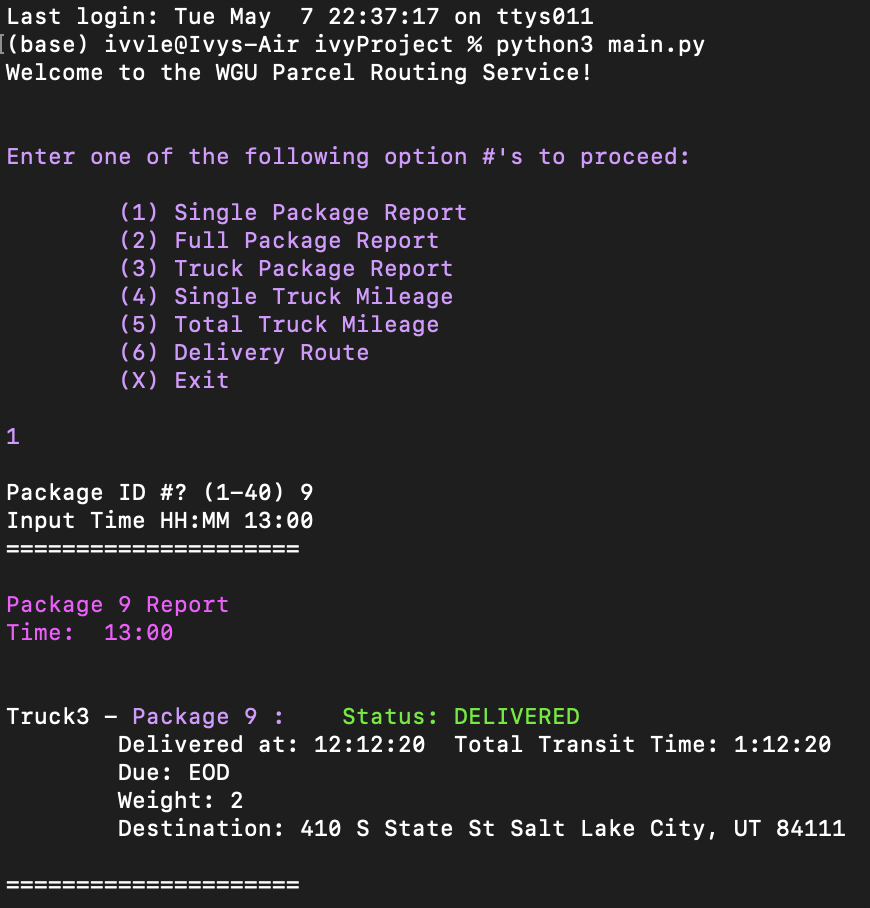 Last login: Tue May  7 22:37:17 on ttys011
[(base) ivvle@Ivys-Air ivyProject % python3 main.py
Welcome to the WGU Parcel Routing Service!
Enter one of the following option #'s to proceed:
(1) Single Package Report
(2) Full Package Report
(3) Truck Package Report
(4) Single Truck Mileage
(5) Total Truck Mileage
(6) Delivery Route
(X) Exit
1
Package ID #? (1-40) 9
Input Time HH:MM 13:00
=====================
Package 9 Report
Time:  13:00
Truck3 - Package 9 :    Status: DELIVERED
Delivered at: 12:12:20  Total Transit Time: 1:12:20
Due: EOD
Weight: 2
Destination: 410 S State St Salt Lake City, UT 84111
=====================